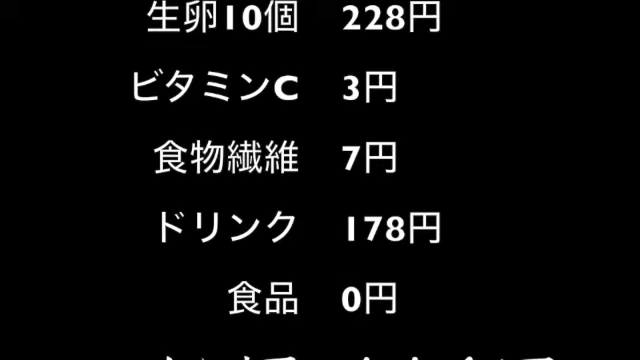 生卵10個 228円
ビタミンC 3円
食物繊維 7円
ドリンク 178円
食品 0円